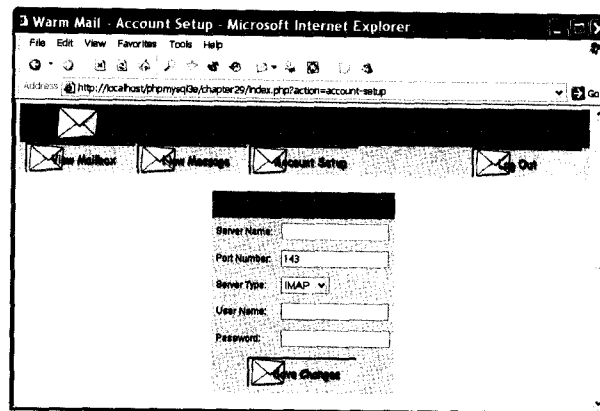 Warm Mail - Account Setup - Microsoft Internet Explorer
File Edit View Favorites Tools Help
Address http://localhost/phpmysql3e/chapter29/index.php?action=account-setup Go
View Mailbox New Message Account Setup Log Out
Server Name:
Port Number: 143
Server Type: IMAP
User Name:
Password:
Save Changes